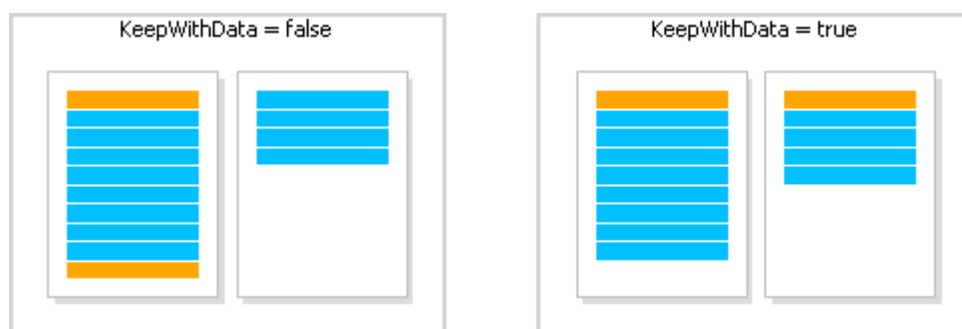 KeepWithData = false
KeepWithData = true